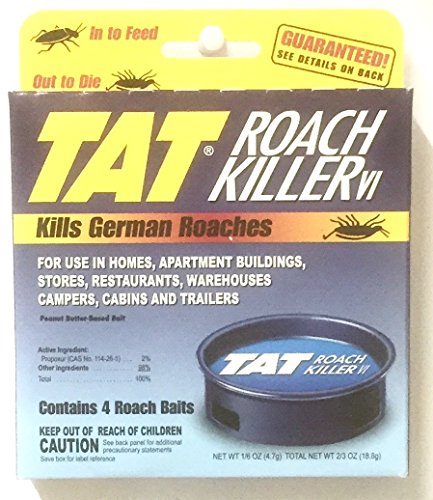 In to Feed
Out to Die
GUARANTEED!
SEE DETAILS ON BACK
TAT® ROACH
KILLER VI
Kills German Roaches
FOR USE IN HOMES, APARTMENT BUILDINGS,
STORES, RESTAURANTS, WAREHOUSES
CAMPERS, CABINS AND TRAILERS
Peanut Butter-Based Bait
Active Ingredient:
Propoxur (CAS No. 114-26-1) . . . . 2%
Other Ingredients . . . . . . . . 98%
Total . . . . . . . . 100%
Contains 4 Roach Baits
KEEP OUT OF REACH OF CHILDREN
CAUTION See back panel for additional
precautionary statements
Save box for label reference
TAT ROACH
KILLER VI
NET WT 1/6 OZ (4.7g) TOTAL NET WT 2/3 OZ (18.8g)